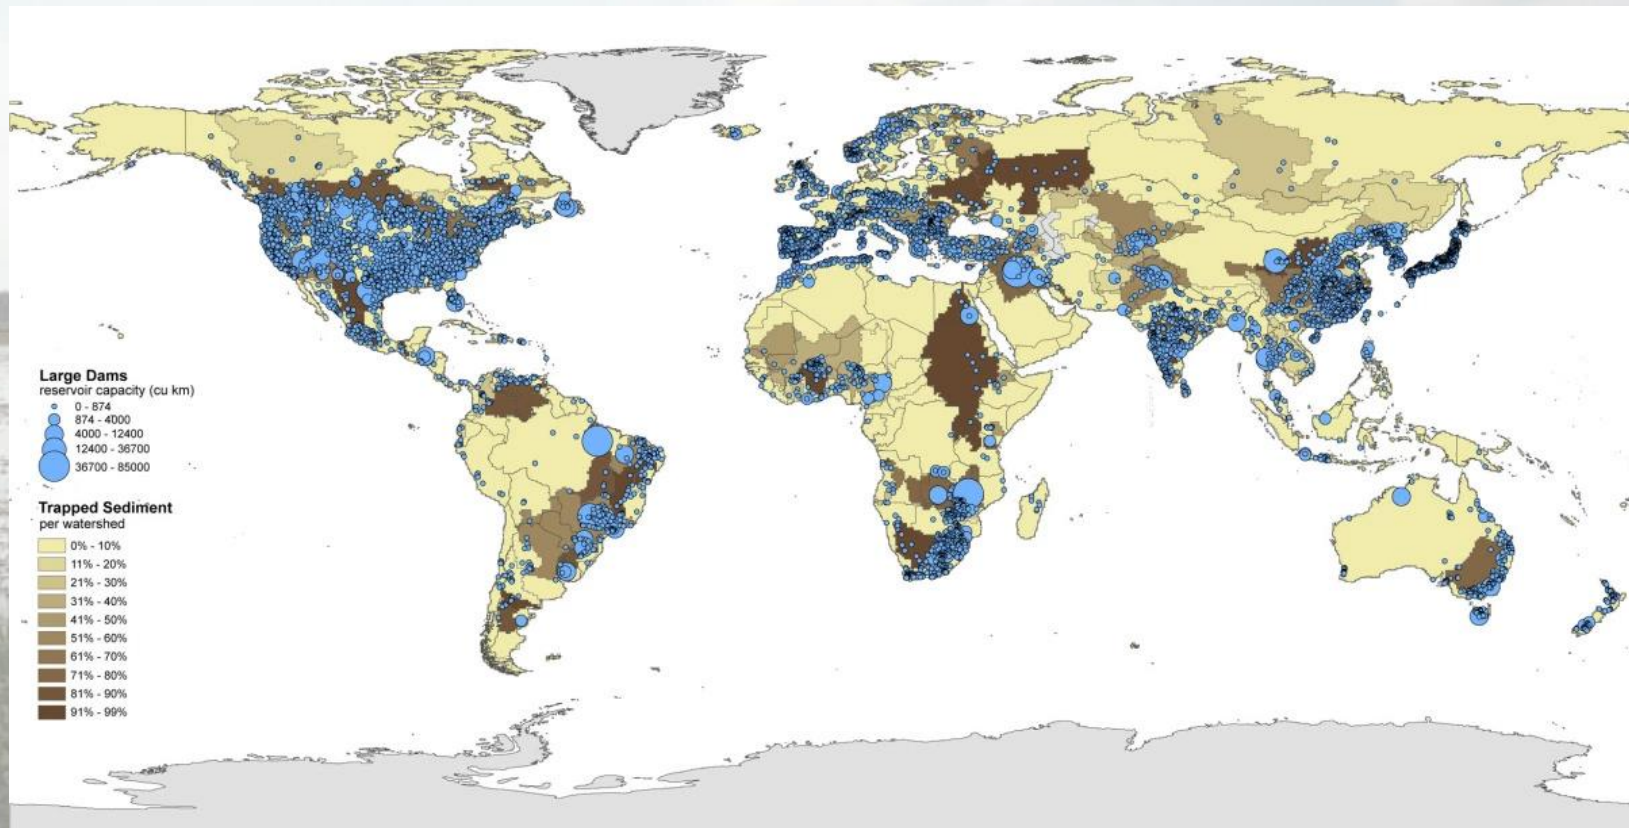 Large Dams
reservoir capacity (cu km)
0 - 874
874 - 4000
4000 - 12400
12400 - 36700
36700 - 85000
Trapped Sediment
per watershed
0% - 10%
11% - 20%
21% - 30%
31% - 40%
41% - 50%
51% - 60%
61% - 70%
71% - 80%
81% - 90%
91% - 99%